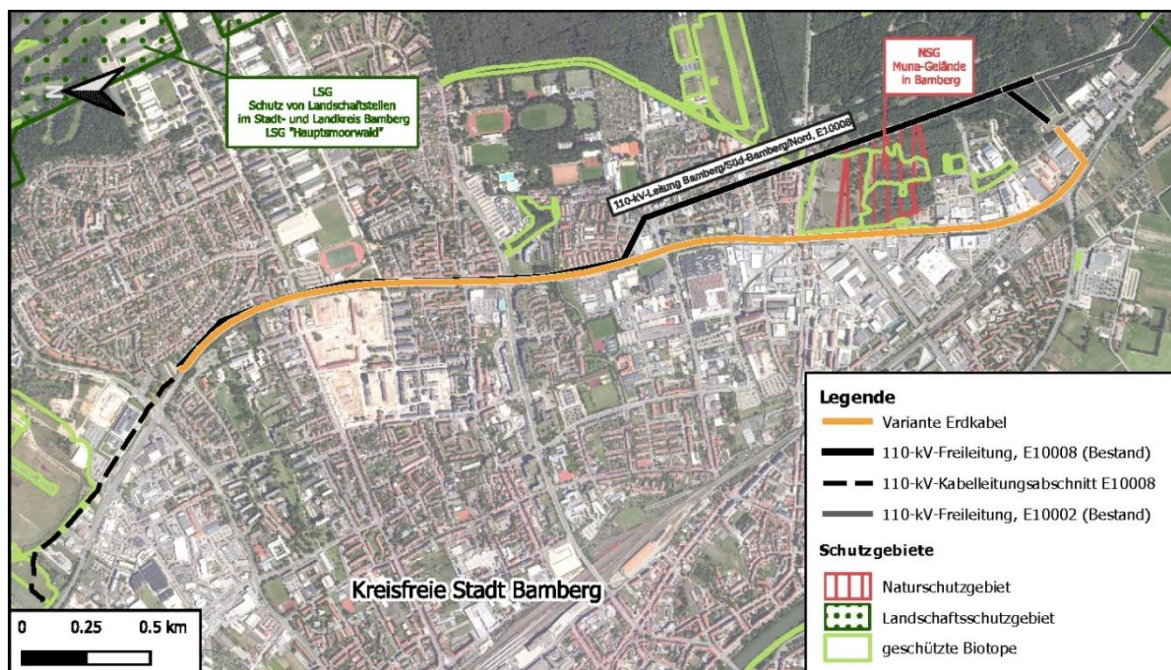 N
LSG
Schutz von Landschaftstellen
im Stadt- und Landkreis Bamberg
LSG "Hauptsmoorwald"
NSG
Muna-Gelände
in Bamberg
110-kV-Leitung Bamberg/Süd-Bamberg/Nord, E10008
Kreisfreie Stadt Bamberg
0 0.25 0.5 km
Legende
Variante Erdkabel
110-kV-Freileitung, E10008 (Bestand)
110-kV-Kabelleitungsabschnitt E10008
110-kV-Freileitung, E10002 (Bestand)
Schutzgebiete
Naturschutzgebiet
Landschaftsschutzgebiet
geschützte Biotope